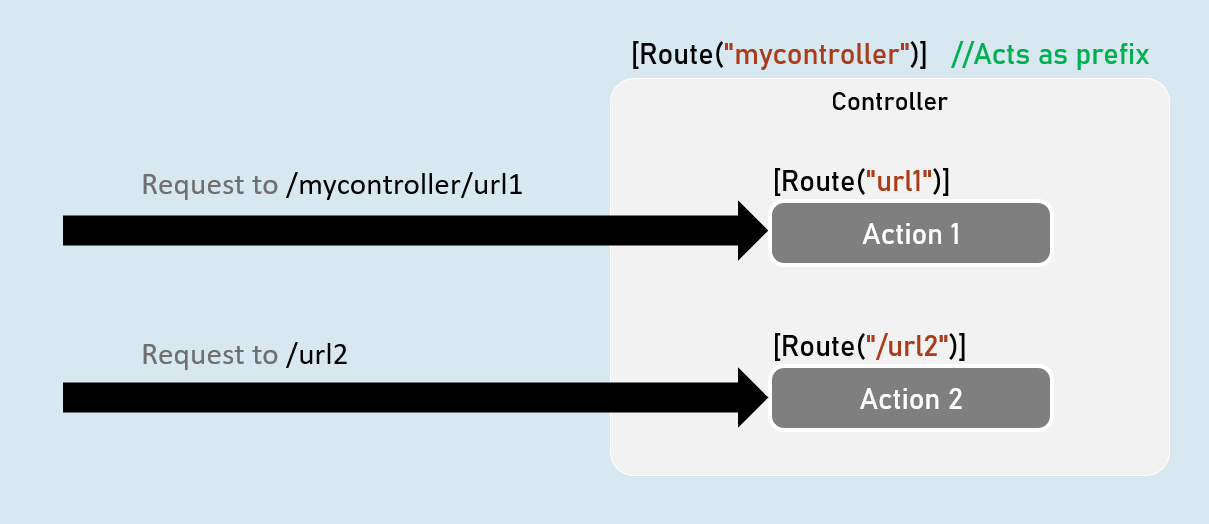 [Route("mycontroller")] //Acts as prefix
Controller
Request to /mycontroller/url1
[Route("url1")]
Action 1
Request to /url2
[Route("/url2")]
Action 2